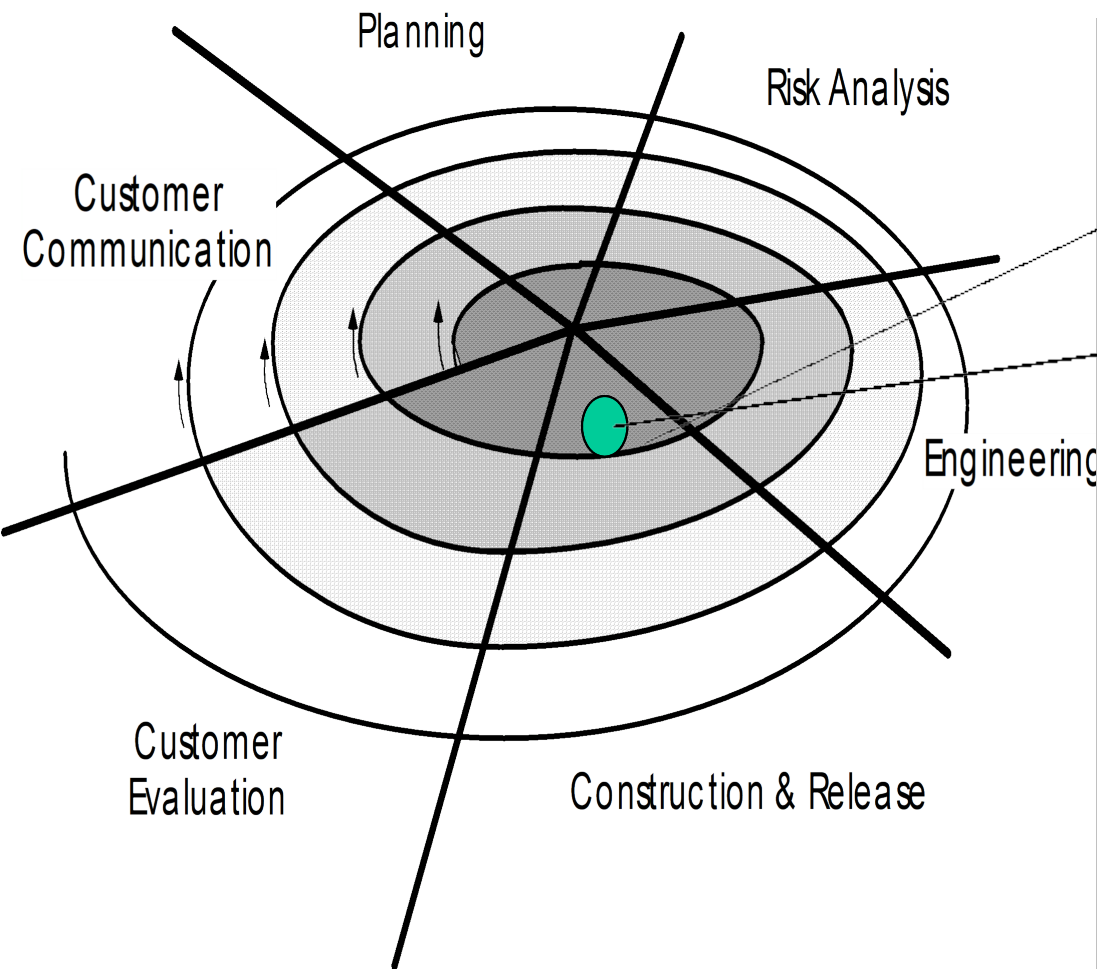 Planning
Risk Analysis
Customer
Communication
Engineering
Customer
Evaluation
Construction & Release